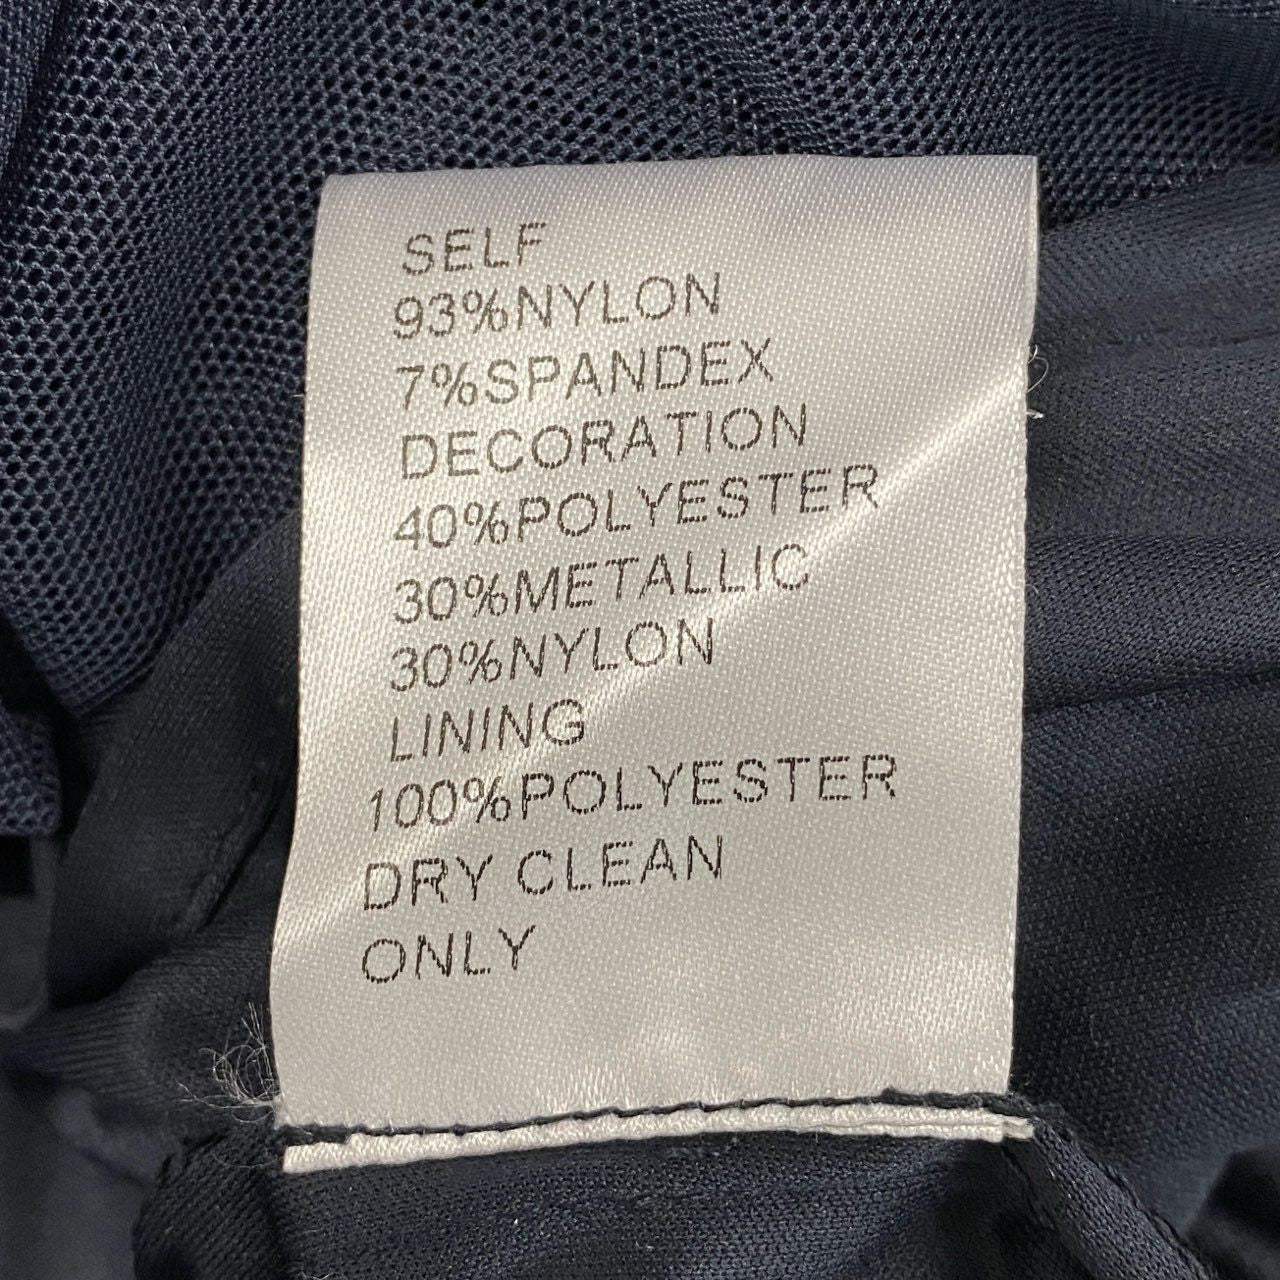 SELF
93%NYLON
7%SPANDEX
DECORATION
40%POLYESTER
30%METALLIC
30%NYLON
LINING
100%POLYESTER
DRY CLEAN
ONLY